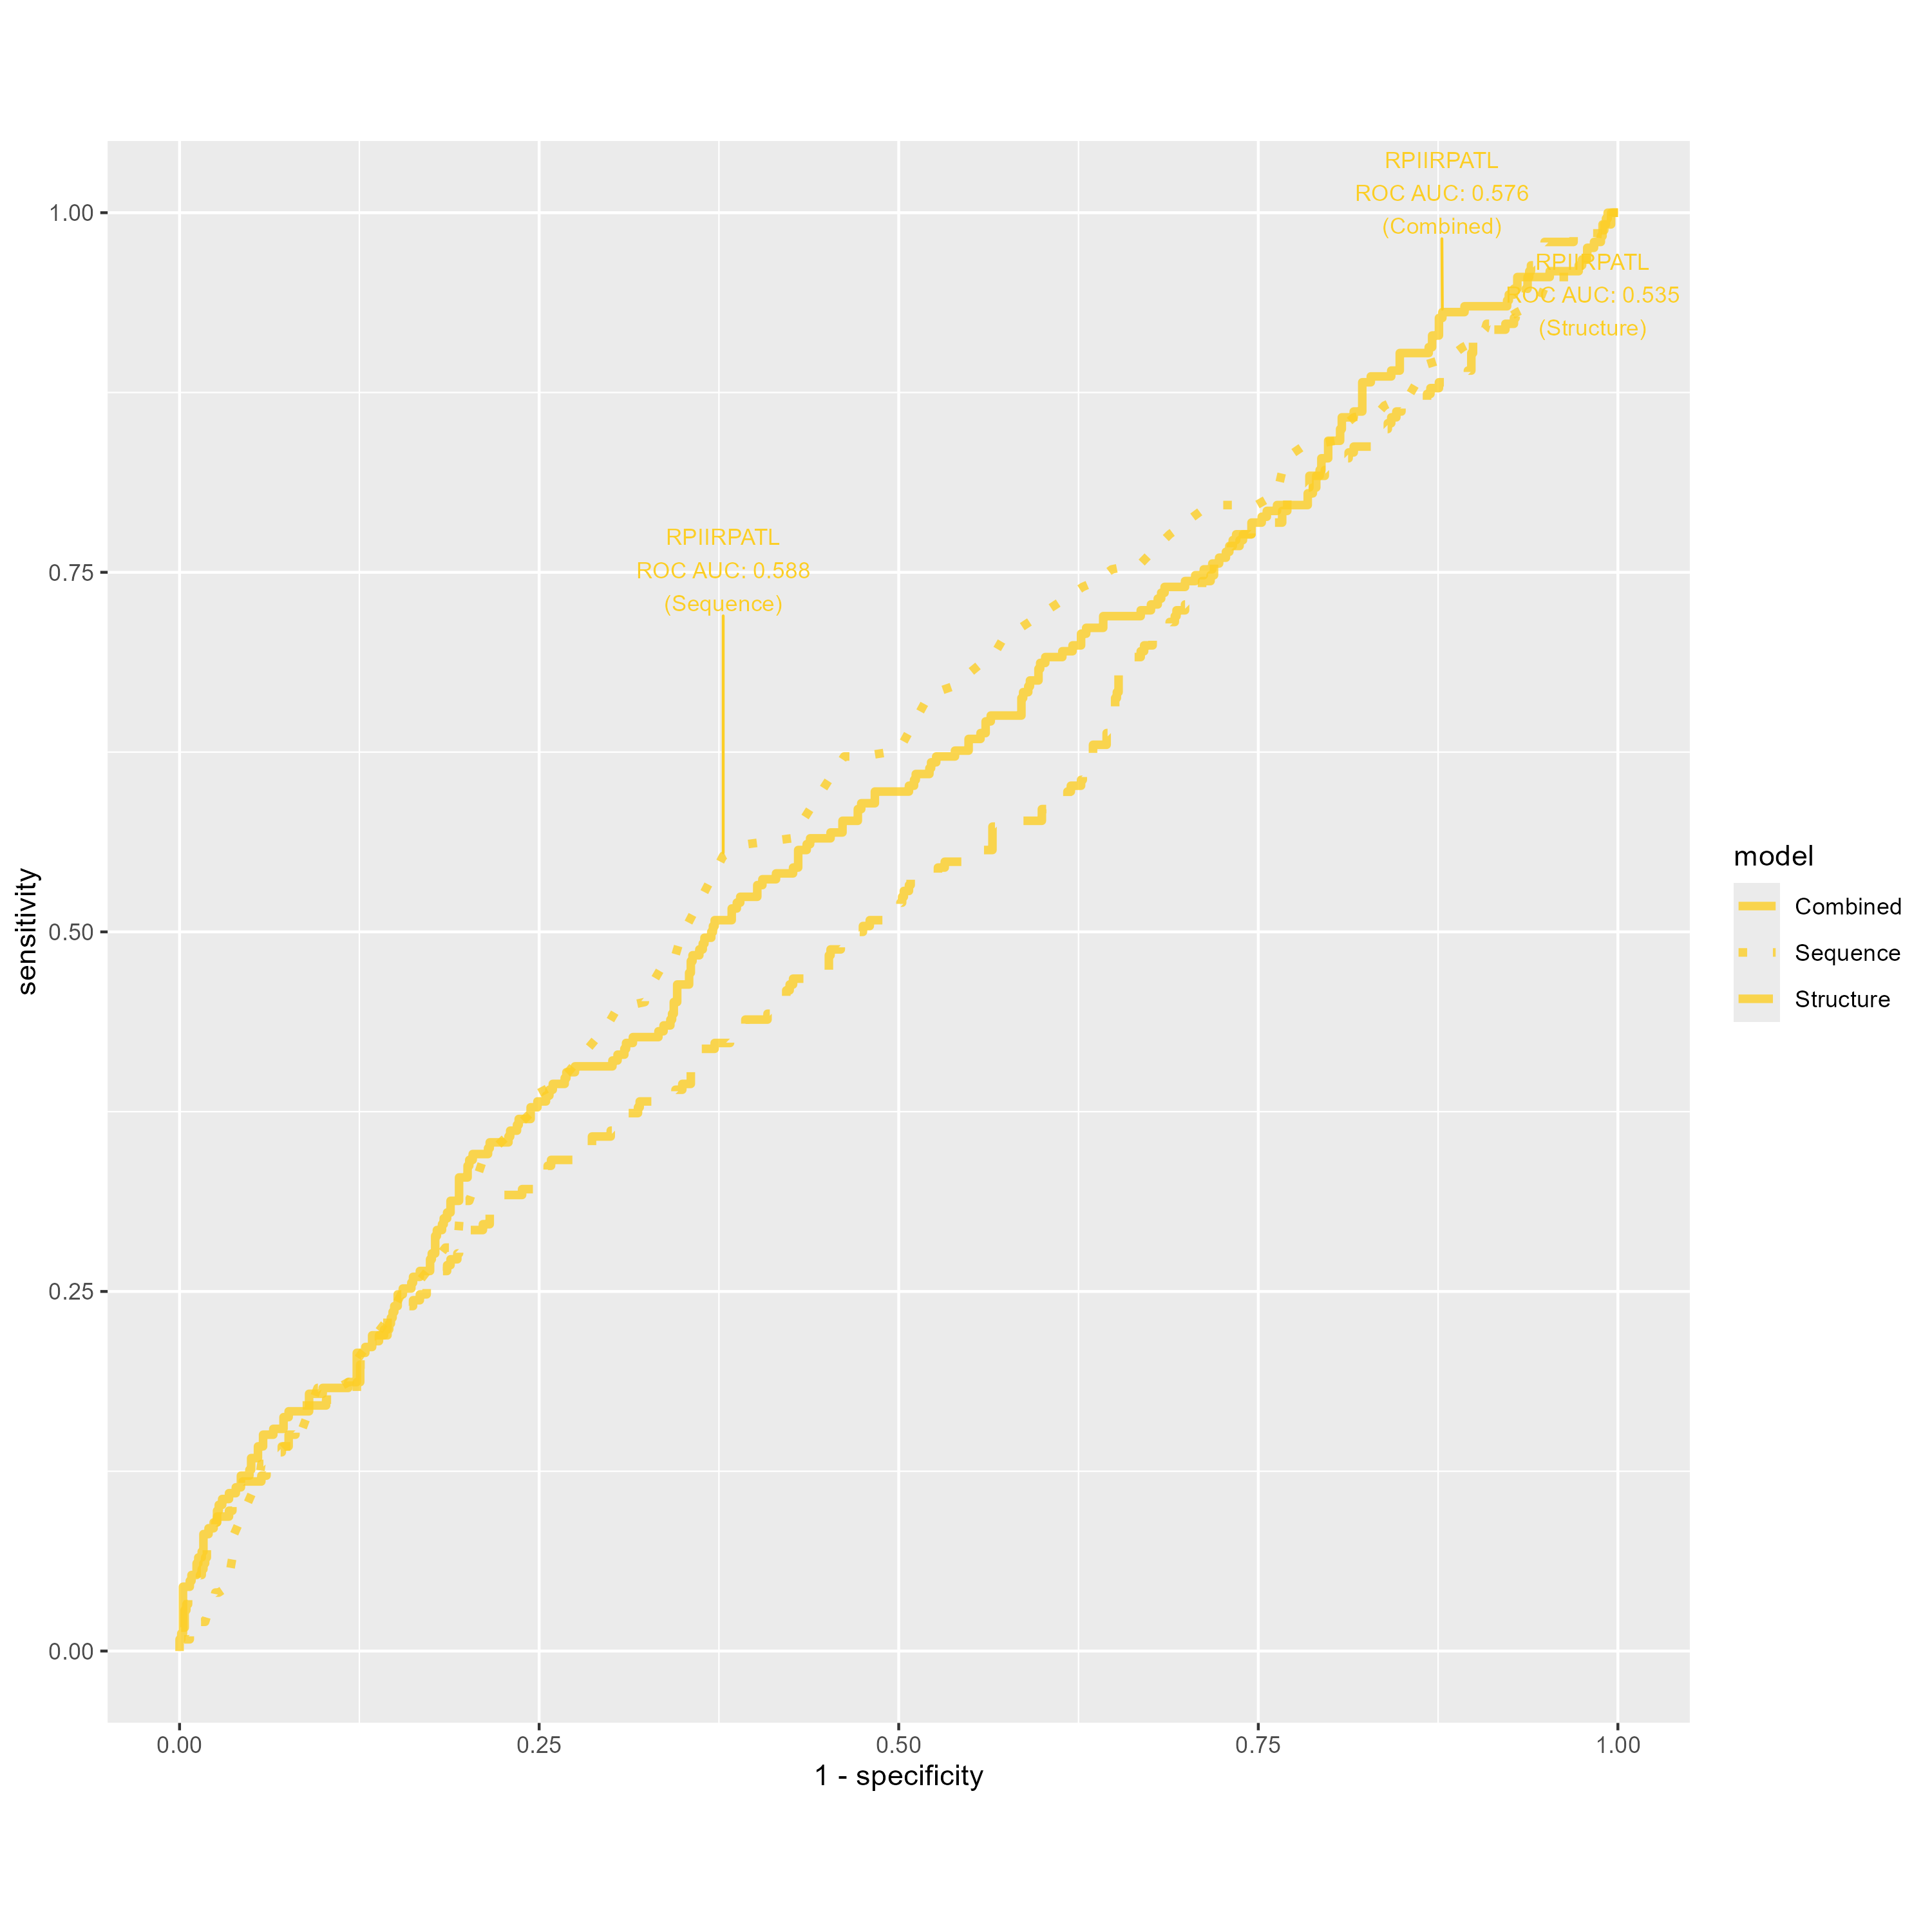 RPIIRPATL
ROC AUC: 0.576
(Combined)
RPIIRPATL
ROC AUC: 0.535
(Structure)
RPIIRPATL
ROC AUC: 0.588
(Sequence)
1.00
0.75
0.50
0.25
0.00
sensitivity
0.00
0.25
0.50
0.75
1.00
1 - specificity
model
Combined
Sequence
Structure